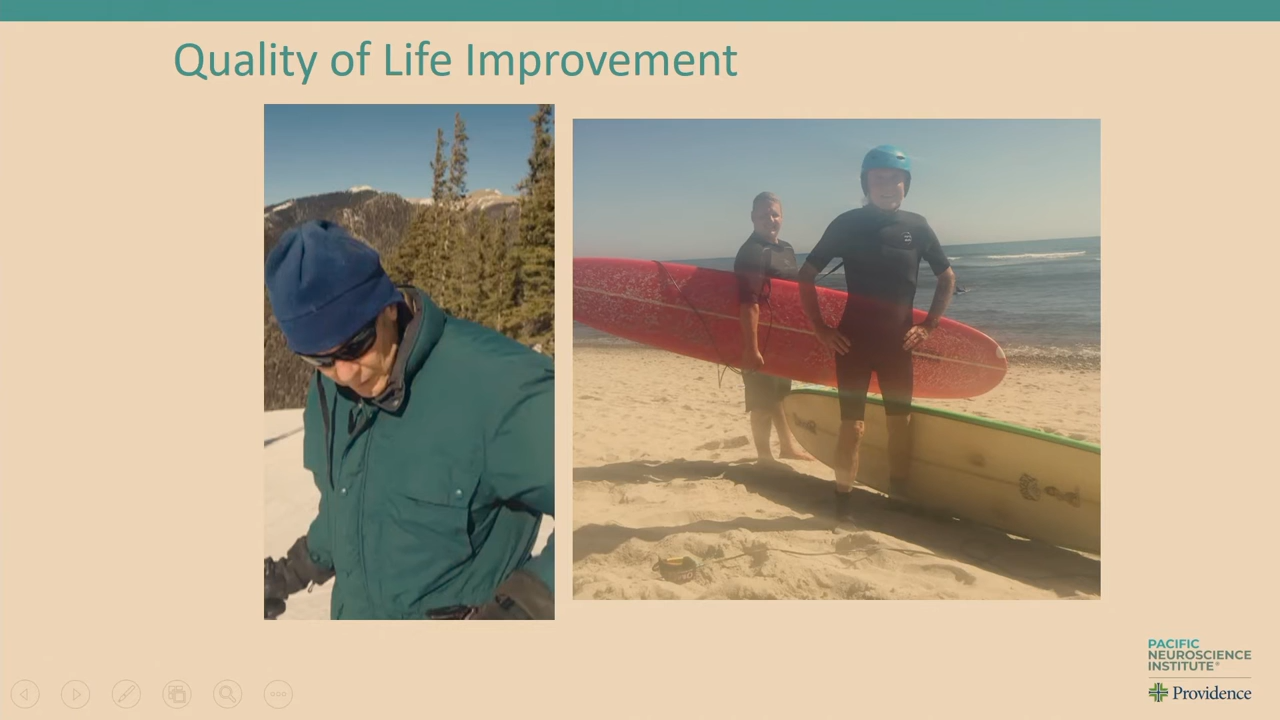 Quality of Life Improvement
PACIFIC
NEUROSCIENCE
INSTITUTE®
Providence